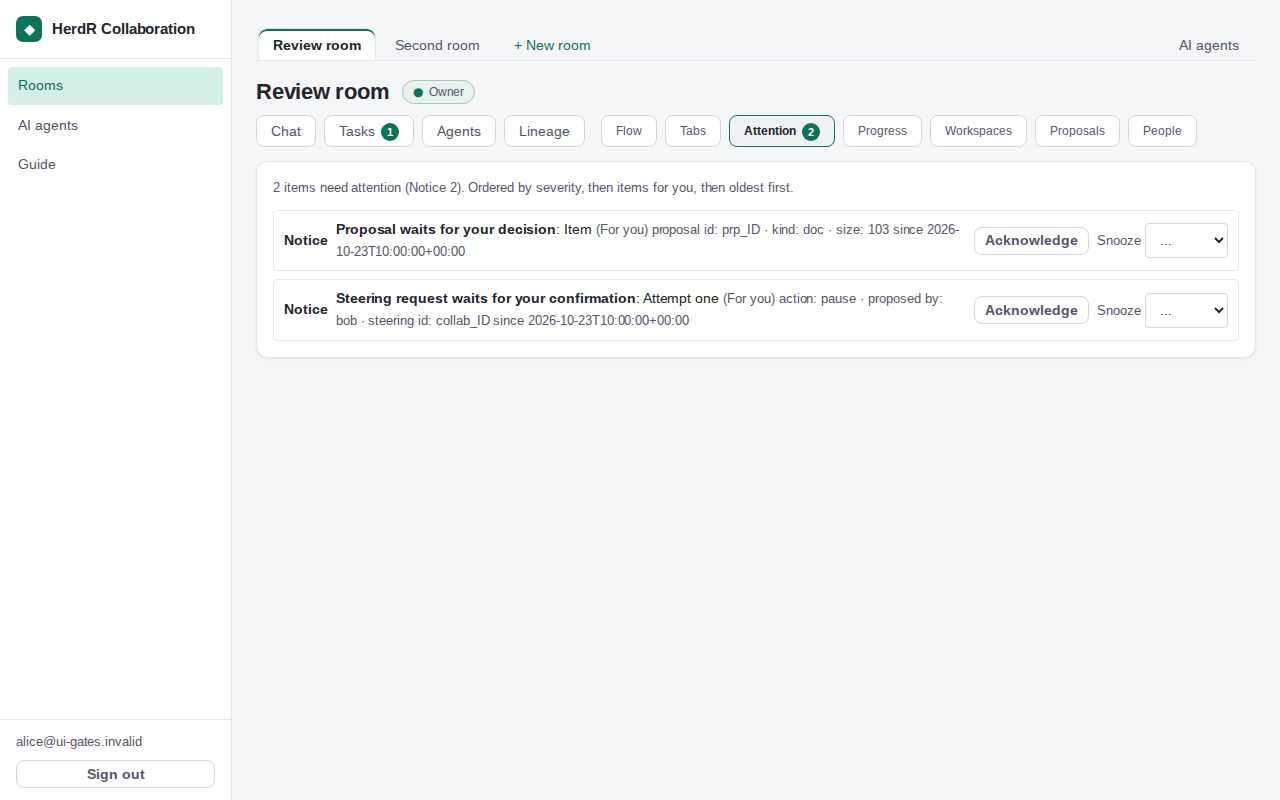 HerdR Collaboration
Rooms
AI agents
Guide
alice@ui-gates.invalid
Sign out
Review room
Second room
+ New room
AI agents
Review room
Owner
Chat
Tasks 1
Agents
Lineage
Flow
Tabs
Attention 2
Progress
Workspaces
Proposals
People
2 items need attention (Notice 2). Ordered by severity, then items for you, then oldest first.
Notice
Proposal waits for your decision: Item (For you) proposal id: prp_ID · kind: doc · size: 103 since 2026-
10-23T10:00:00+00:00
Acknowledge
Snooze
...
Notice
Steering request waits for your confirmation: Attempt one (For you) action: pause · proposed by:
bob · steering id: collab_ID since 2026-10-23T10:00:00+00:00
Acknowledge
Snooze
...